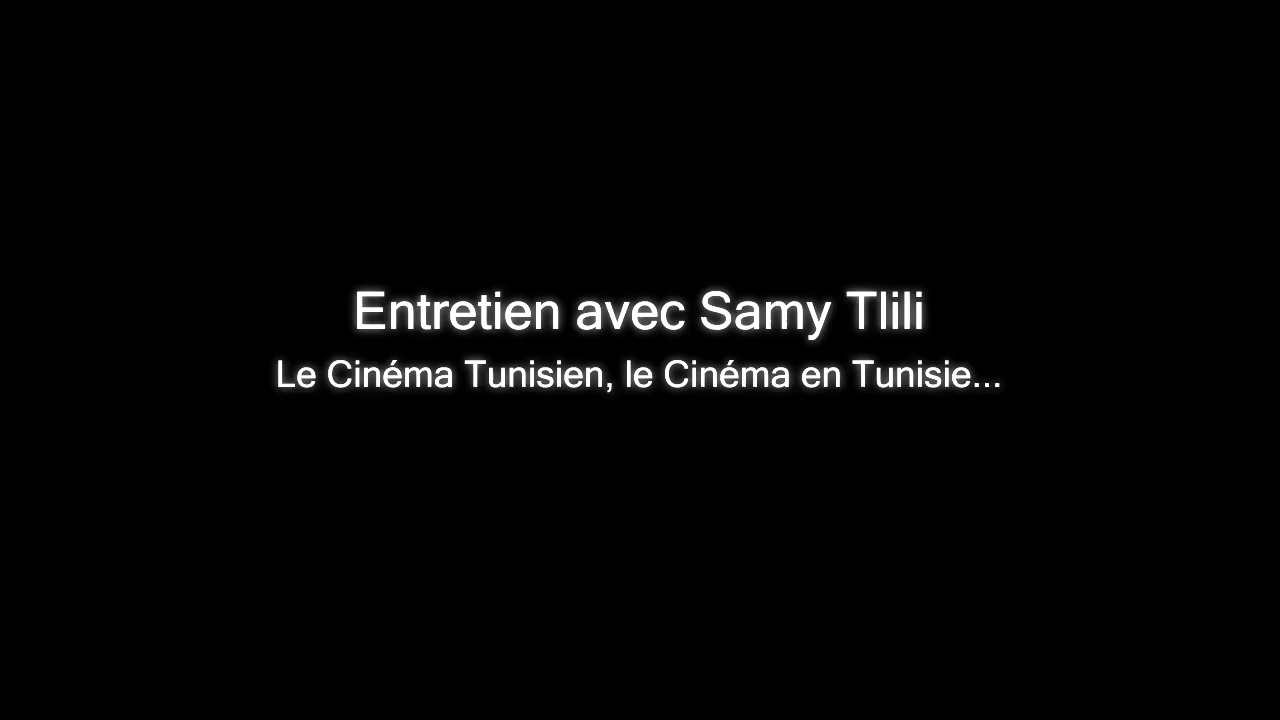 Entretien avec Samy Tlili
Le Cinéma Tunisien, le Cinéma en Tunisie...